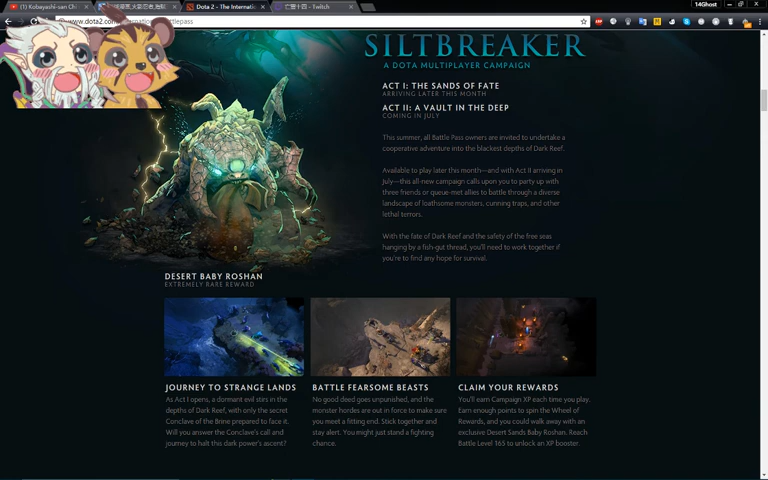 (1) Kobayashi-san Ch
Dota 2 - The Internatio
亡靈十四 - Twitch
14Ghost
www.dota2.com
battlepass
SILTBREAKER
A DOTA MULTIPLAYER CAMPAIGN
ACT I: THE SANDS OF FATE
ARRIVING LATER THIS MONTH
ACT II: A VAULT IN THE DEEP
COMING IN JULY
This summer, all Battle Pass owners are invited to undertake a
cooperative adventure into the blackest depths of Dark Reef.
Available to play later this month—and with Act II arriving in
July—this all-new campaign calls upon you to party up with
three friends or queue-met allies to battle through a diverse
landscape of loathsome monsters, cunning traps, and other
lethal terrors.
With the fate of Dark Reef and the safety of the free seas
hanging by a fish-gut thread, you'll need to work together if
you're to find any hope for survival.
DESERT BABY ROSHAN
EXTREMELY RARE REWARD
JOURNEY TO STRANGE LANDS
As Act I opens, a dormant evil stirs in the
depths of Dark Reef, with only the secret
Conclave of the Brine prepared to face it.
Will you answer the Conclave's call and
journey to halt this dark power's ascent?
BATTLE FEARSOME BEASTS
No good deed goes unpunished, and the
monster hordes are out in force to make sure
you meet a fitting end. Stick together and
stay alert. You might just stand a fighting
chance.
CLAIM YOUR REWARDS
You'll earn Campaign XP each time you play.
Earn enough points to spin the Wheel of
Rewards, and you could walk away with an
exclusive Desert Sands Baby Roshan. Reach
Battle Level 165 to unlock an XP booster.